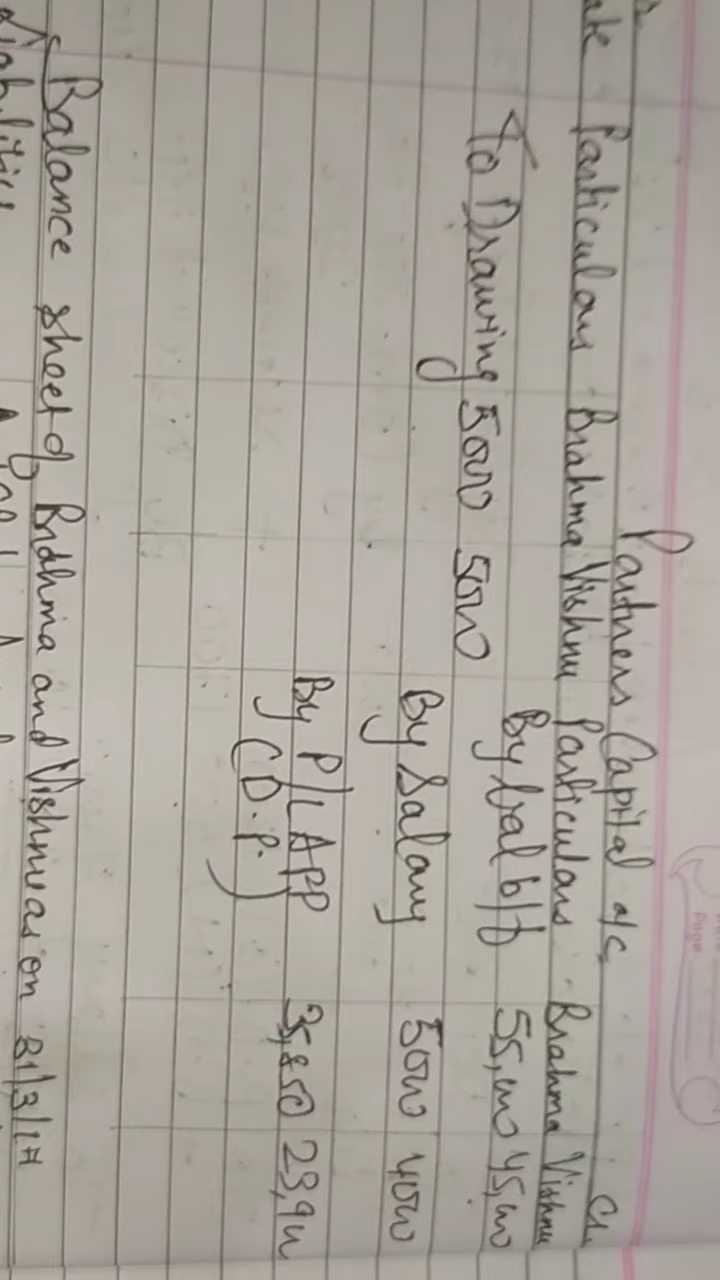 Partners Capital a/c Cr.
Particulars Brahma Vishnu Particulars Brahma Vishnu
To Drawing 5000 5000 By bal b/d 55,000 45,000
By Salary 5000 4000
By P/L APP 35,850 23,900
(D.P.)
Balance sheet of Brahma and Vishnu as on 31/3/17
Liabilities